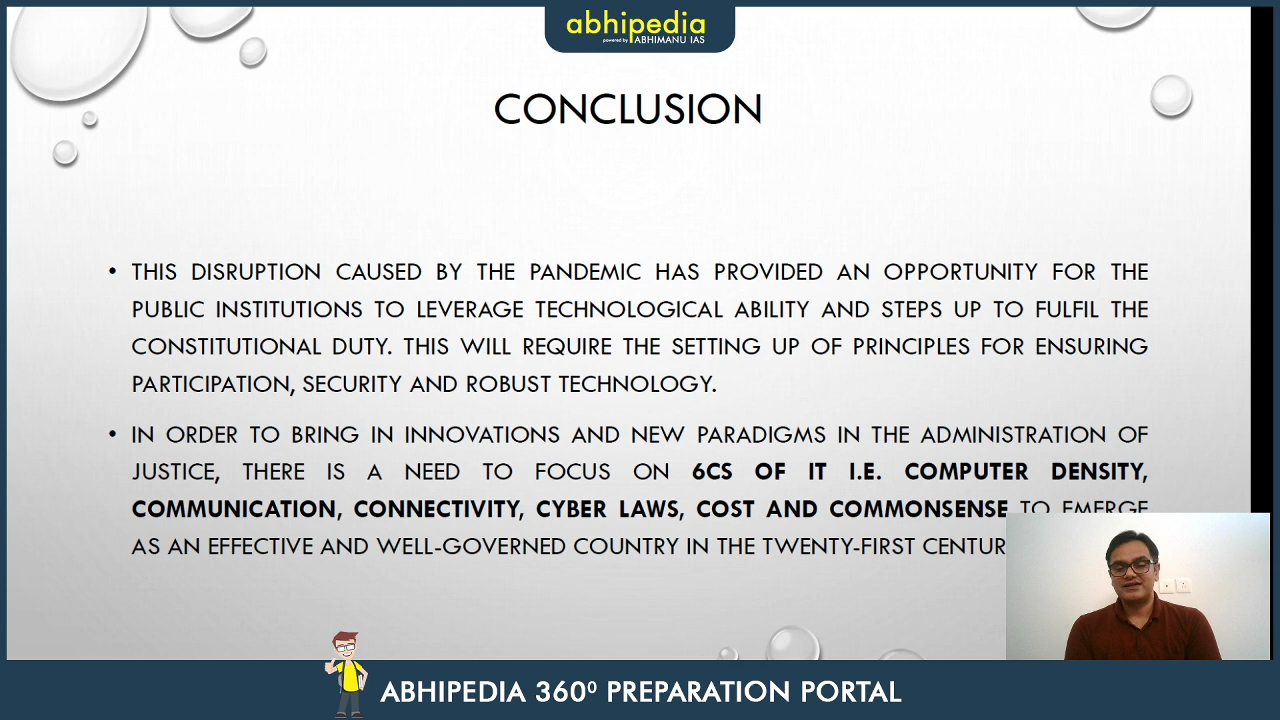 abhipedia
powered by ABHIMANU IAS
CONCLUSION
• THIS DISRUPTION CAUSED BY THE PANDEMIC HAS PROVIDED AN OPPORTUNITY FOR THE
PUBLIC INSTITUTIONS TO LEVERAGE TECHNOLOGICAL ABILITY AND STEPS UP TO FULFIL THE
CONSTITUTIONAL DUTY. THIS WILL REQUIRE THE SETTING UP OF PRINCIPLES FOR ENSURING
PARTICIPATION, SECURITY AND ROBUST TECHNOLOGY.
• IN ORDER TO BRING IN INNOVATIONS AND NEW PARADIGMS IN THE ADMINISTRATION OF
JUSTICE, THERE IS A NEED TO FOCUS ON 6CS OF IT I.E. COMPUTER DENSITY,
COMMUNICATION, CONNECTIVITY, CYBER LAWS, COST AND COMMONSENSE TO EMERGE
AS AN EFFECTIVE AND WELL-GOVERNED COUNTRY IN THE TWENTY-FIRST CENTUR
ABHIPEDIA 360⁰ PREPARATION PORTAL